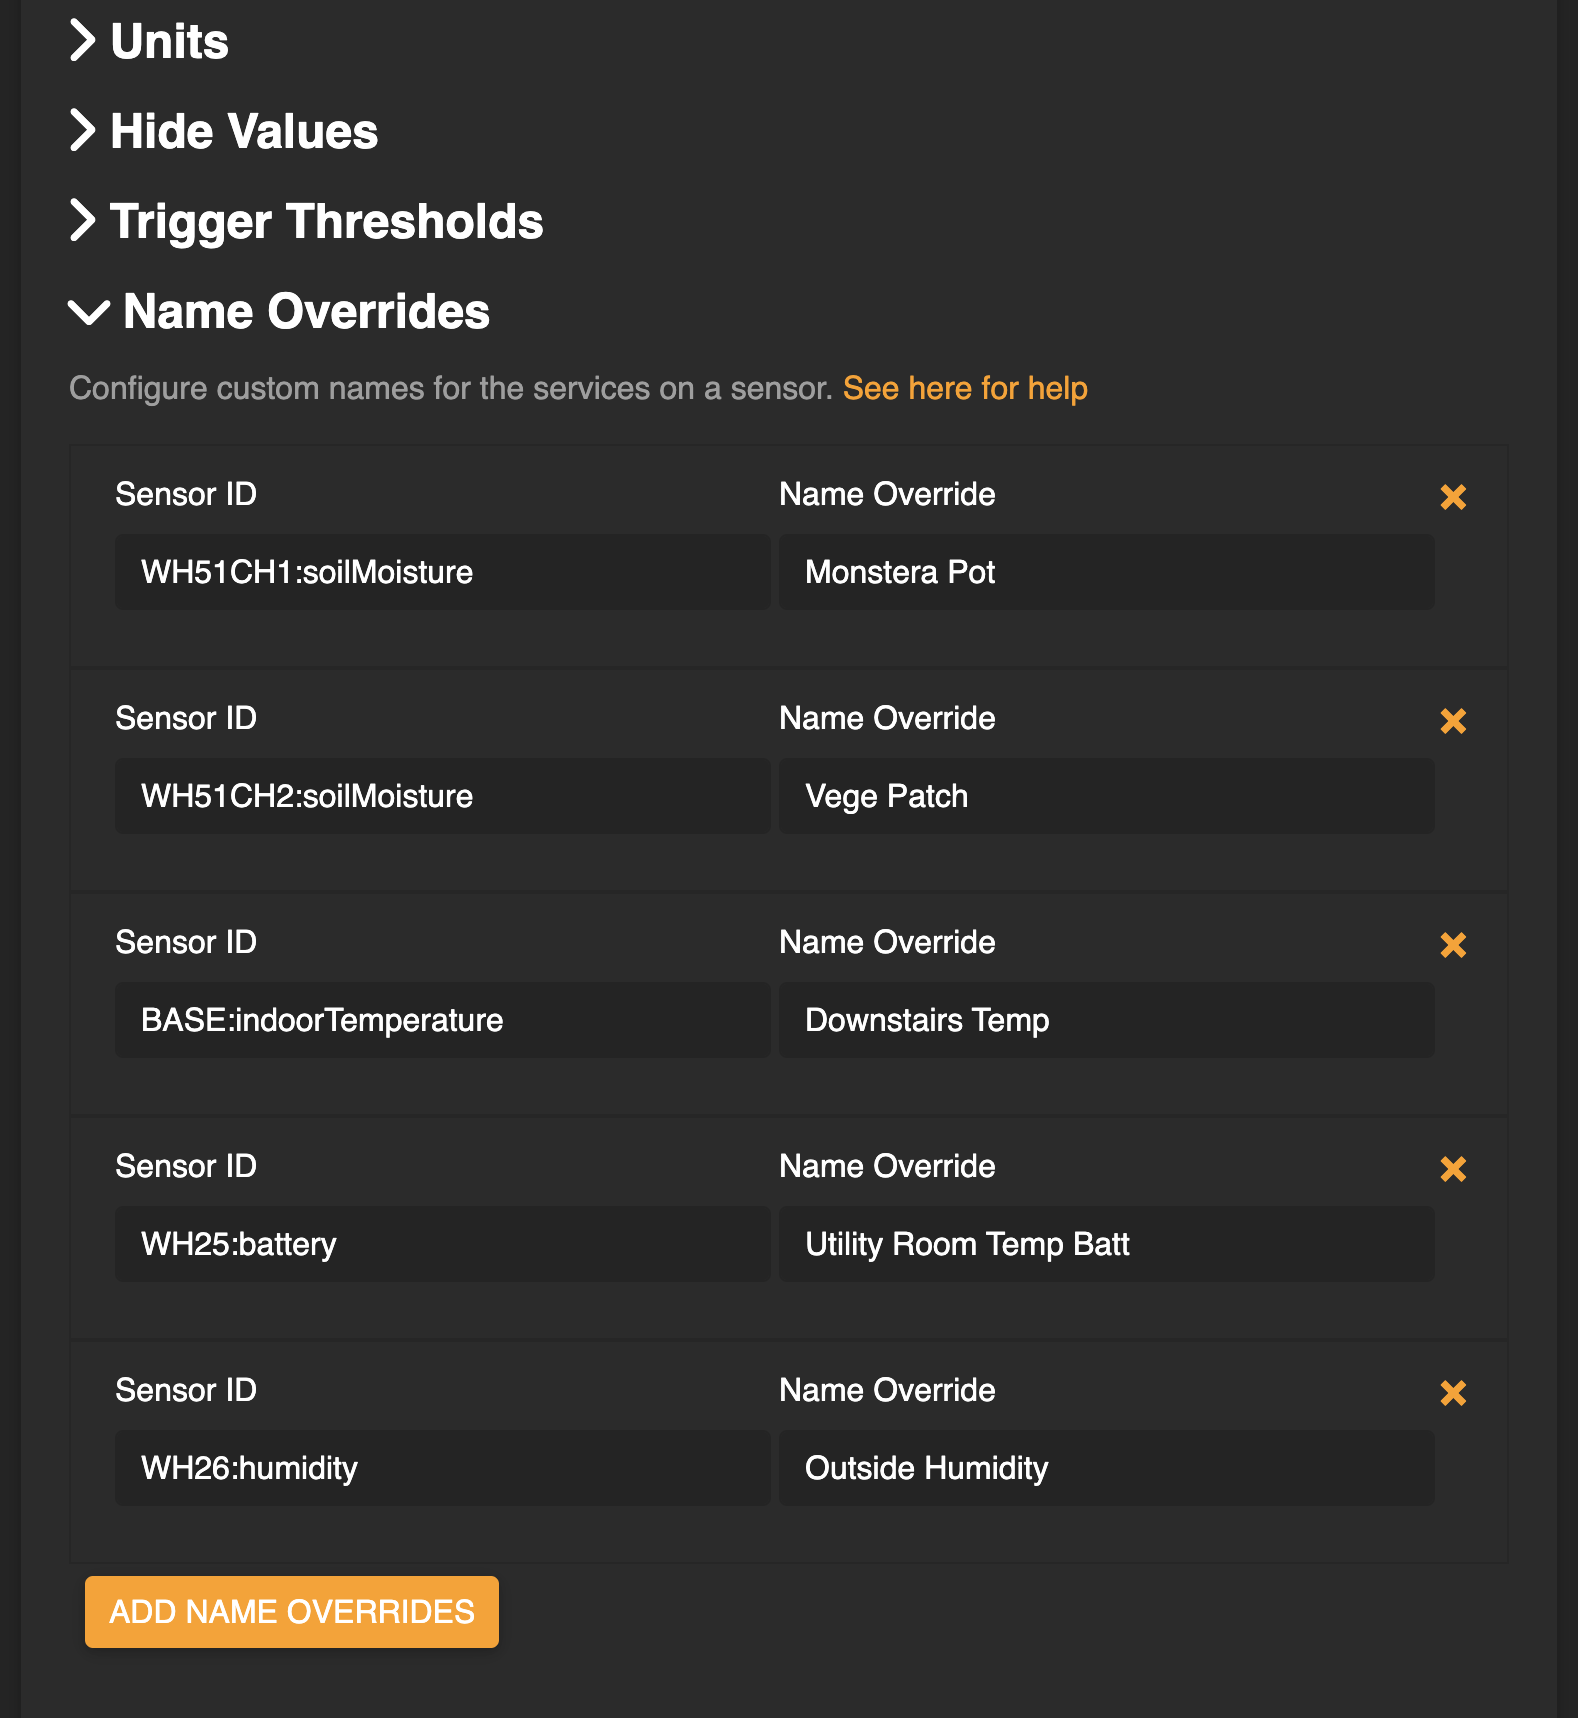 Units
Hide Values
Trigger Thresholds
Name Overrides
Configure custom names for the services on a sensor. See here for help
Sensor ID Name Override
WH51CH1:soilMoisture Monstera Pot
Sensor ID Name Override
WH51CH2:soilMoisture Vege Patch
Sensor ID Name Override
BASE:indoorTemperature Downstairs Temp
Sensor ID Name Override
WH25:battery Utility Room Temp Batt
Sensor ID Name Override
WH26:humidity Outside Humidity
ADD NAME OVERRIDES